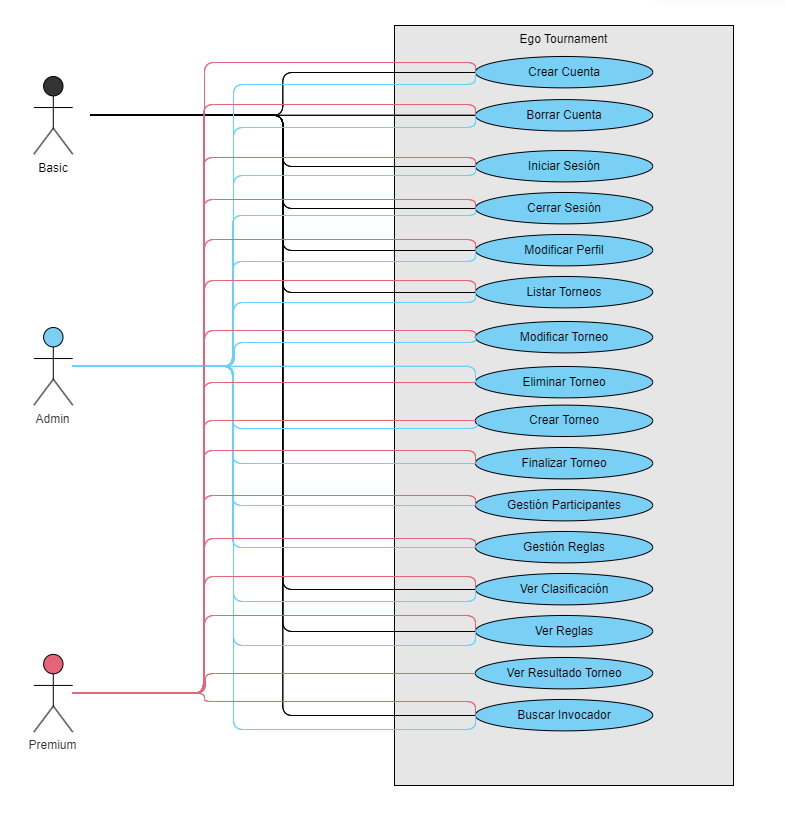 Ego Tournament
Crear Cuenta
Borrar Cuenta
Iniciar Sesión
Cerrar Sesión
Modificar Perfil
Listar Torneos
Modificar Torneo
Eliminar Torneo
Crear Torneo
Finalizar Torneo
Gestión Participantes
Gestión Reglas
Ver Clasificación
Ver Reglas
Ver Resultado Torneo
Buscar Invocador
Basic
Admin
Premium